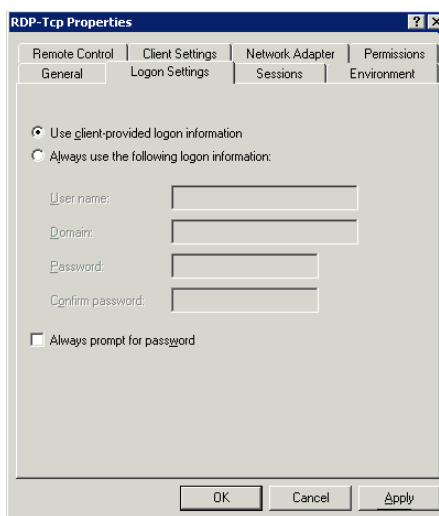 RDP-Tcp Properties
Remote Control Client Settings Network Adapter Permissions
General Logon Settings Sessions Environment
Use client-provided logon information
Always use the following logon information:
User name:
Domain:
Password:
Confirm password:
Always prompt for password
OK Cancel Apply